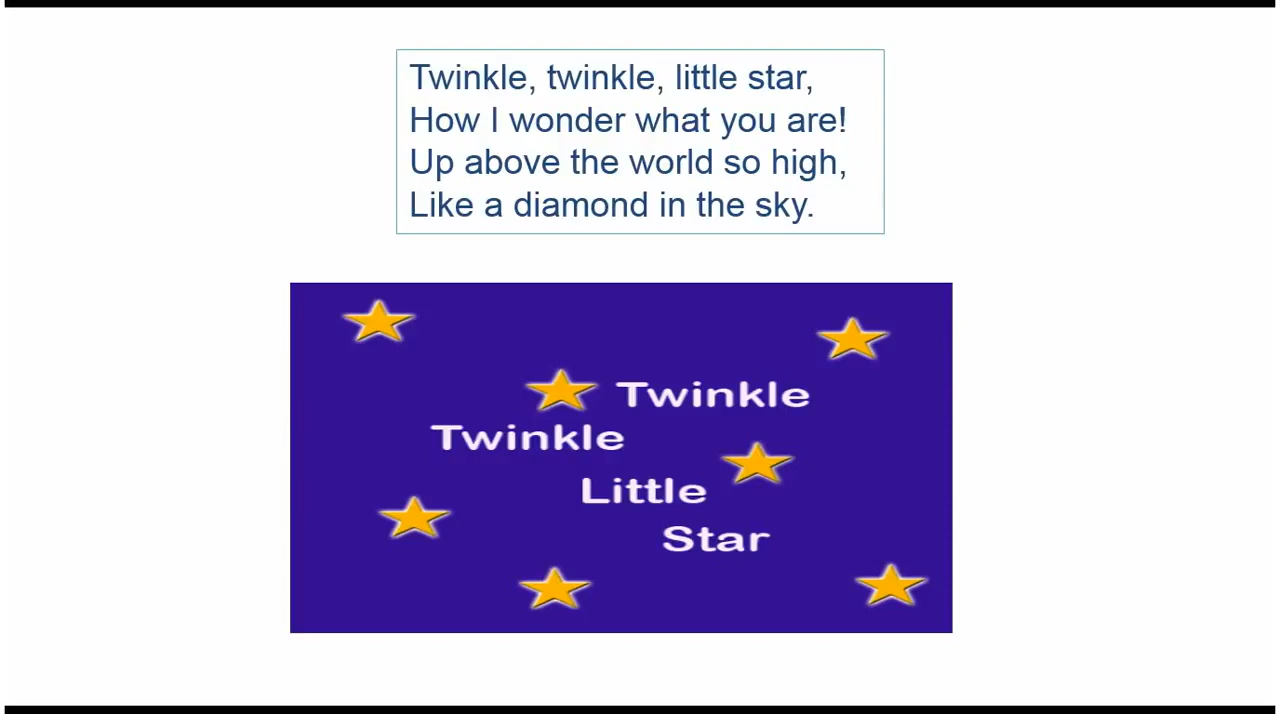 Twinkle, twinkle, little star,
How I wonder what you are!
Up above the world so high,
Like a diamond in the sky.
Twinkle
Twinkle
Little
Star